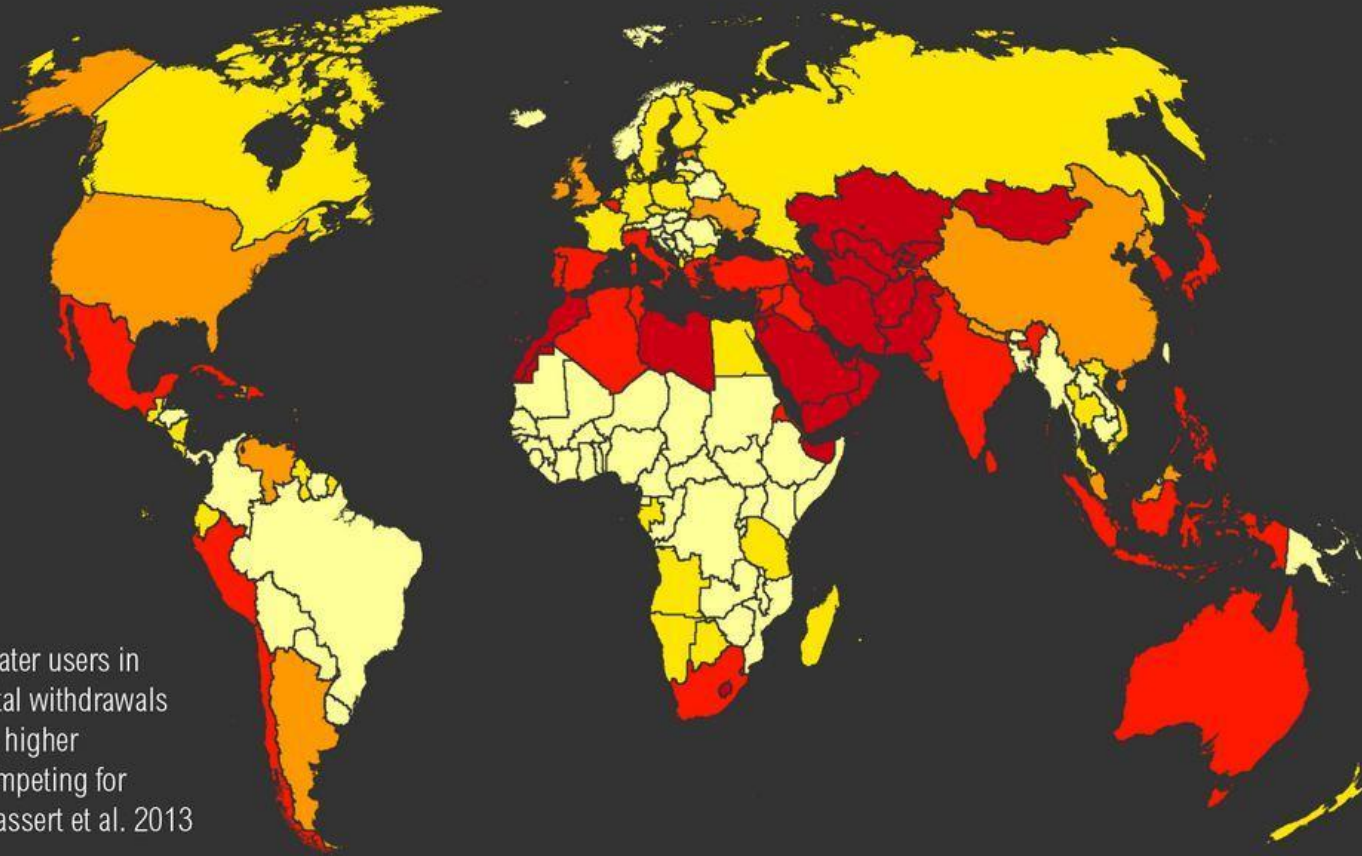 ater users in
tal withdrawals
higher
mpeting for
assert et al. 2013